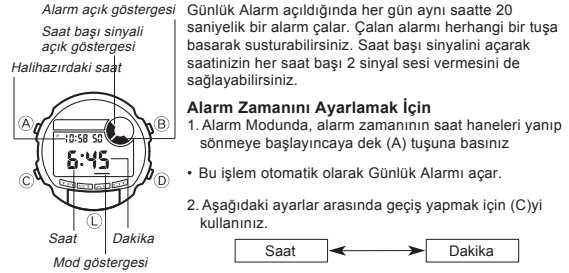 Alarm açık göstergesi
Saat başı sinyali
açık göstergesi
Halihazırdaki saat
A
B
10:58 50
6:45
C
D
L
Saat
Dakika
Mod göstergesi
Günlük Alarm açıldığında her gün aynı saatte 20
saniyelik bir alarm çalar. Çalan alarmı herhangi bir tuşa
basarak susturabilirsiniz. Saat başı sinyalini açarak
saatinizin her saat başı 2 sinyal sesi vermesini de
sağlayabilirsiniz.
Alarm Zamanını Ayarlamak İçin
1. Alarm Modunda, alarm zamanının saat haneleri yanıp
sönmeye başlayıncaya dek (A) tuşuna basınız
• Bu işlem otomatik olarak Günlük Alarmı açar.
2. Aşağıdaki ayarlar arasında geçiş yapmak için (C)yi
kullanınız.
Saat
Dakika